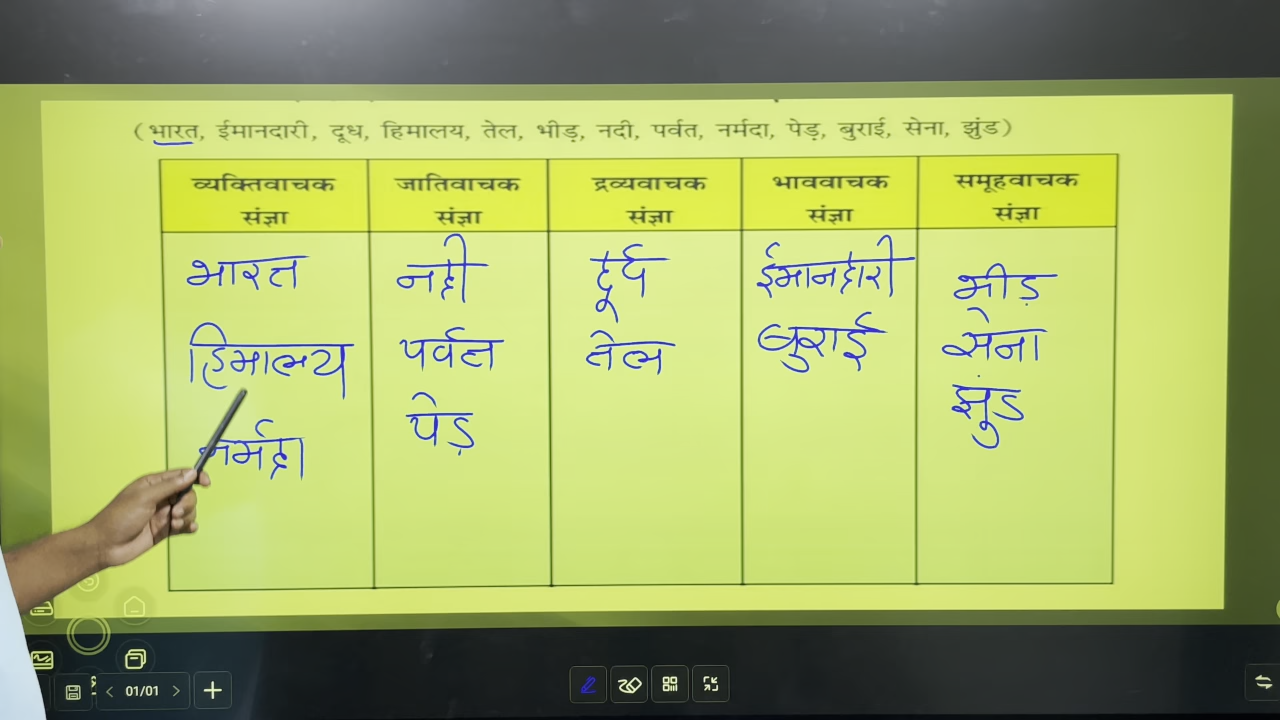 (भारत, ईमानदारी, दूध, हिमालय, तेल, भीड़, नदी, पर्वत, नर्मदा, पेड़, बुराई, सेना, झुंड)
व्यक्तिवाचक संज्ञा जातिवाचक संज्ञा द्रव्यवाचक संज्ञा भाववाचक संज्ञा समूहवाचक संज्ञा
भारत नदी दूध ईमानदारी भीड़
हिमालय पर्वत तेल बुराई सेना
नर्मदा पेड़ झुंड
01/01